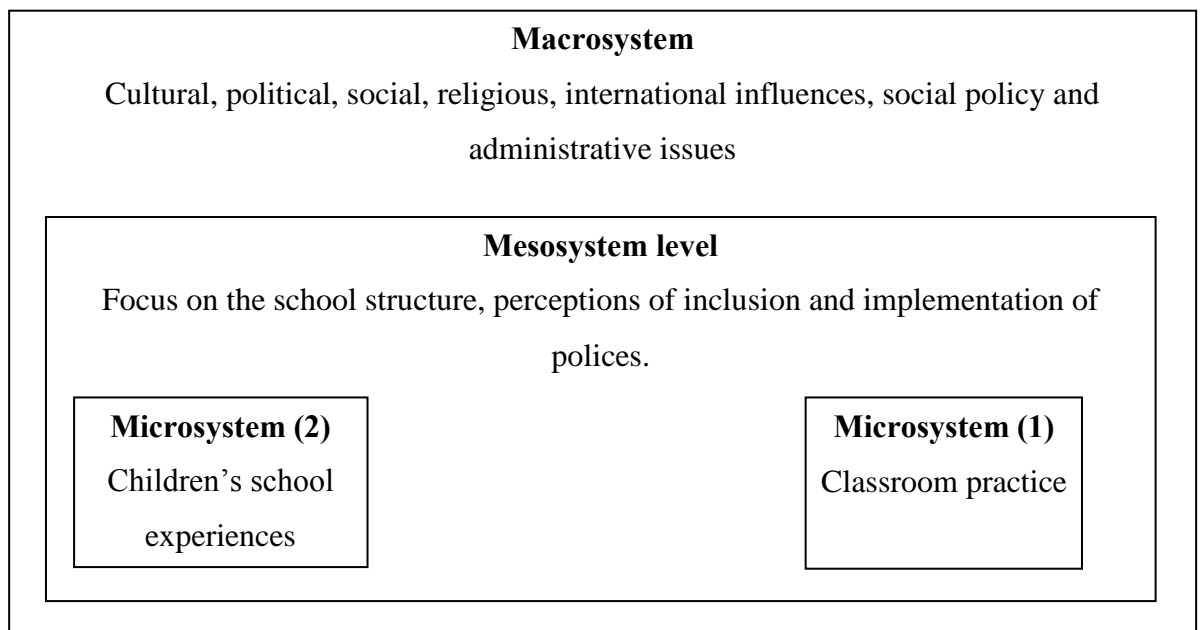 Macrosystem
Cultural, political, social, religious, international influences, social policy and
administrative issues
Mesosystem level
Focus on the school structure, perceptions of inclusion and implementation of
polices.
Microsystem (2)
Children’s school
experiences
Microsystem (1)
Classroom practice